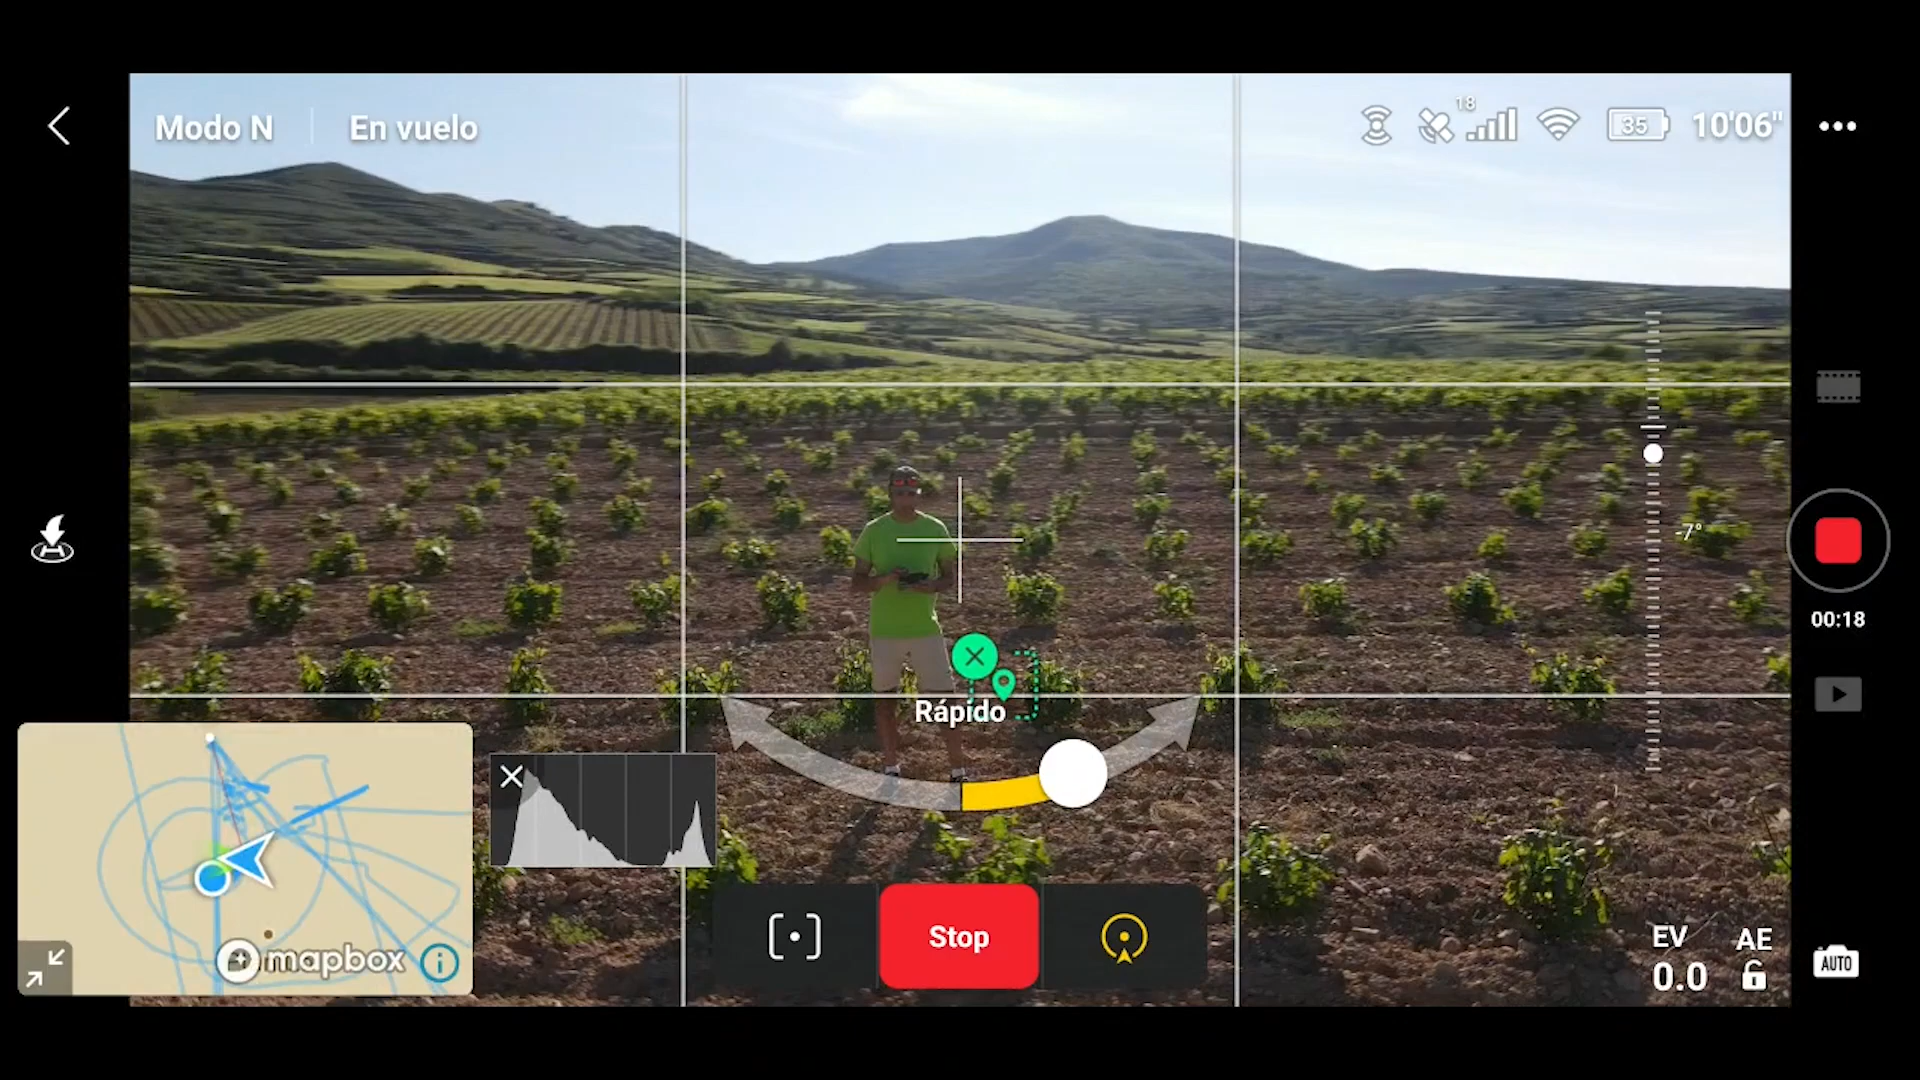 Modo N
En vuelo
18
35
10'06"
-7°
00:18
Rápido
mapbox
Stop
EV
0.0
AE
AUTO